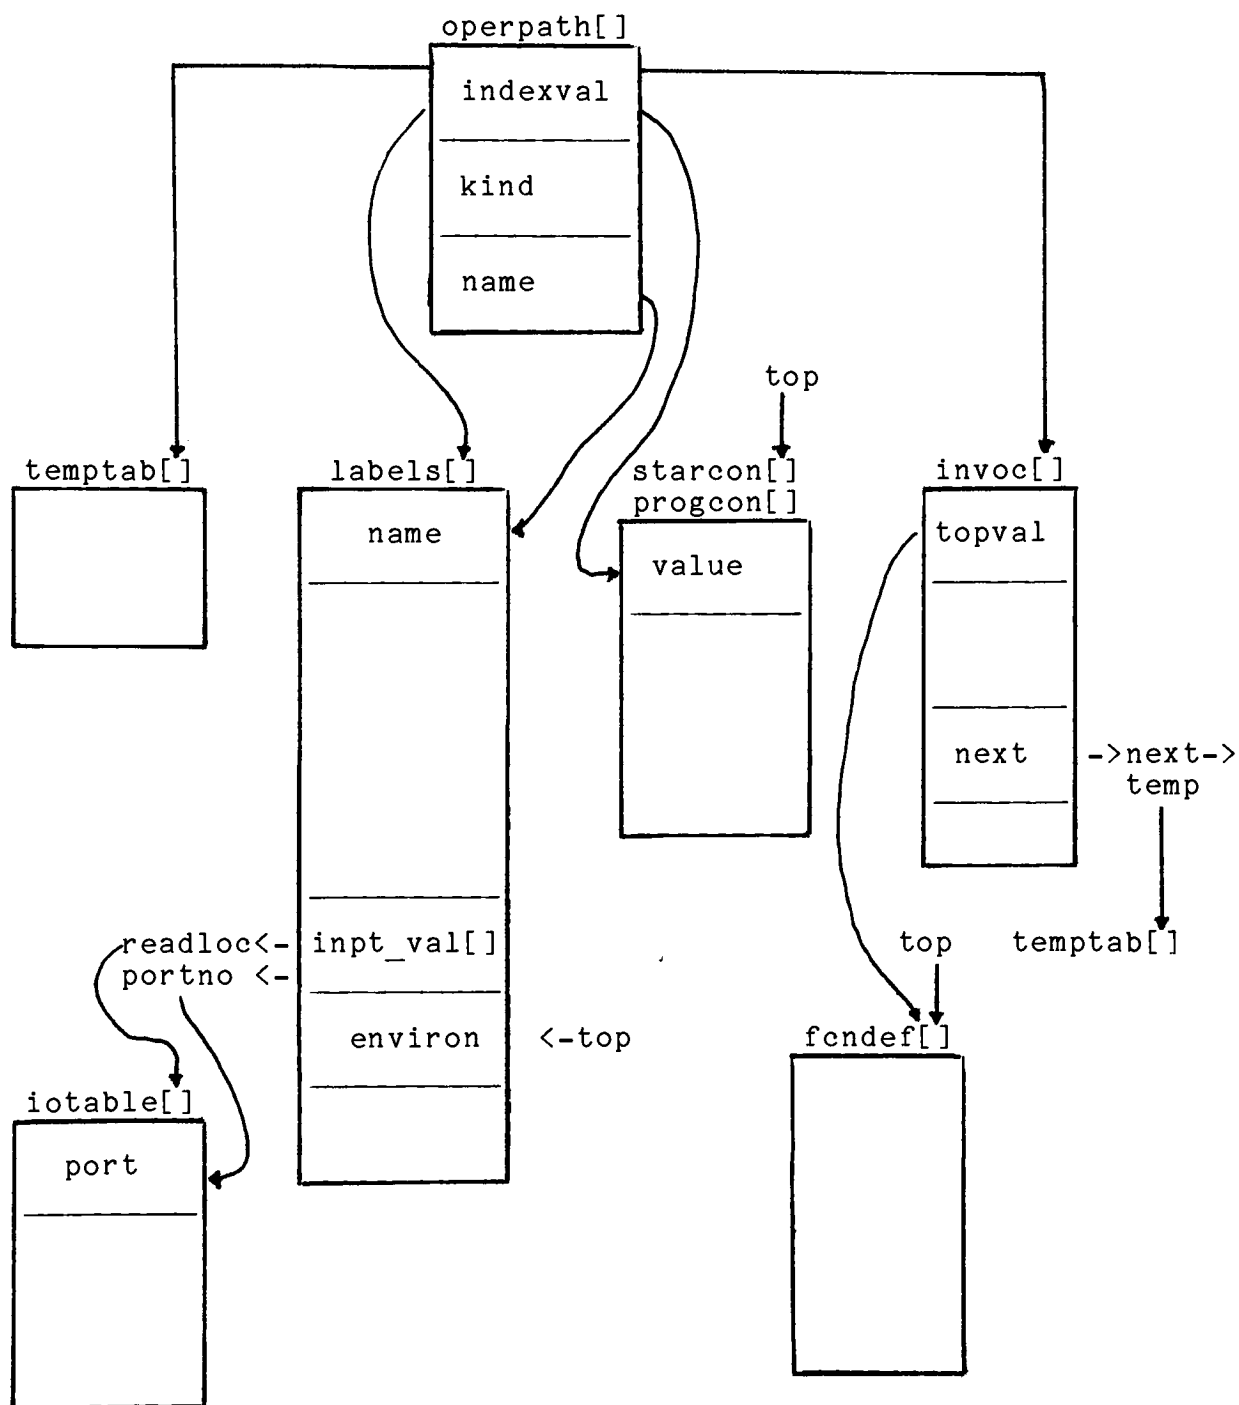 operpath[]
indexval
kind
name
top
temptab[]
labels[]
starcon[]
progcon[]
invoc[]
name
value
topval
next
->next->
temp
readloc<-
portno <-
inpt_val[]
environ
<-top
top
temptab[]
fcndef[]
iotable[]
port